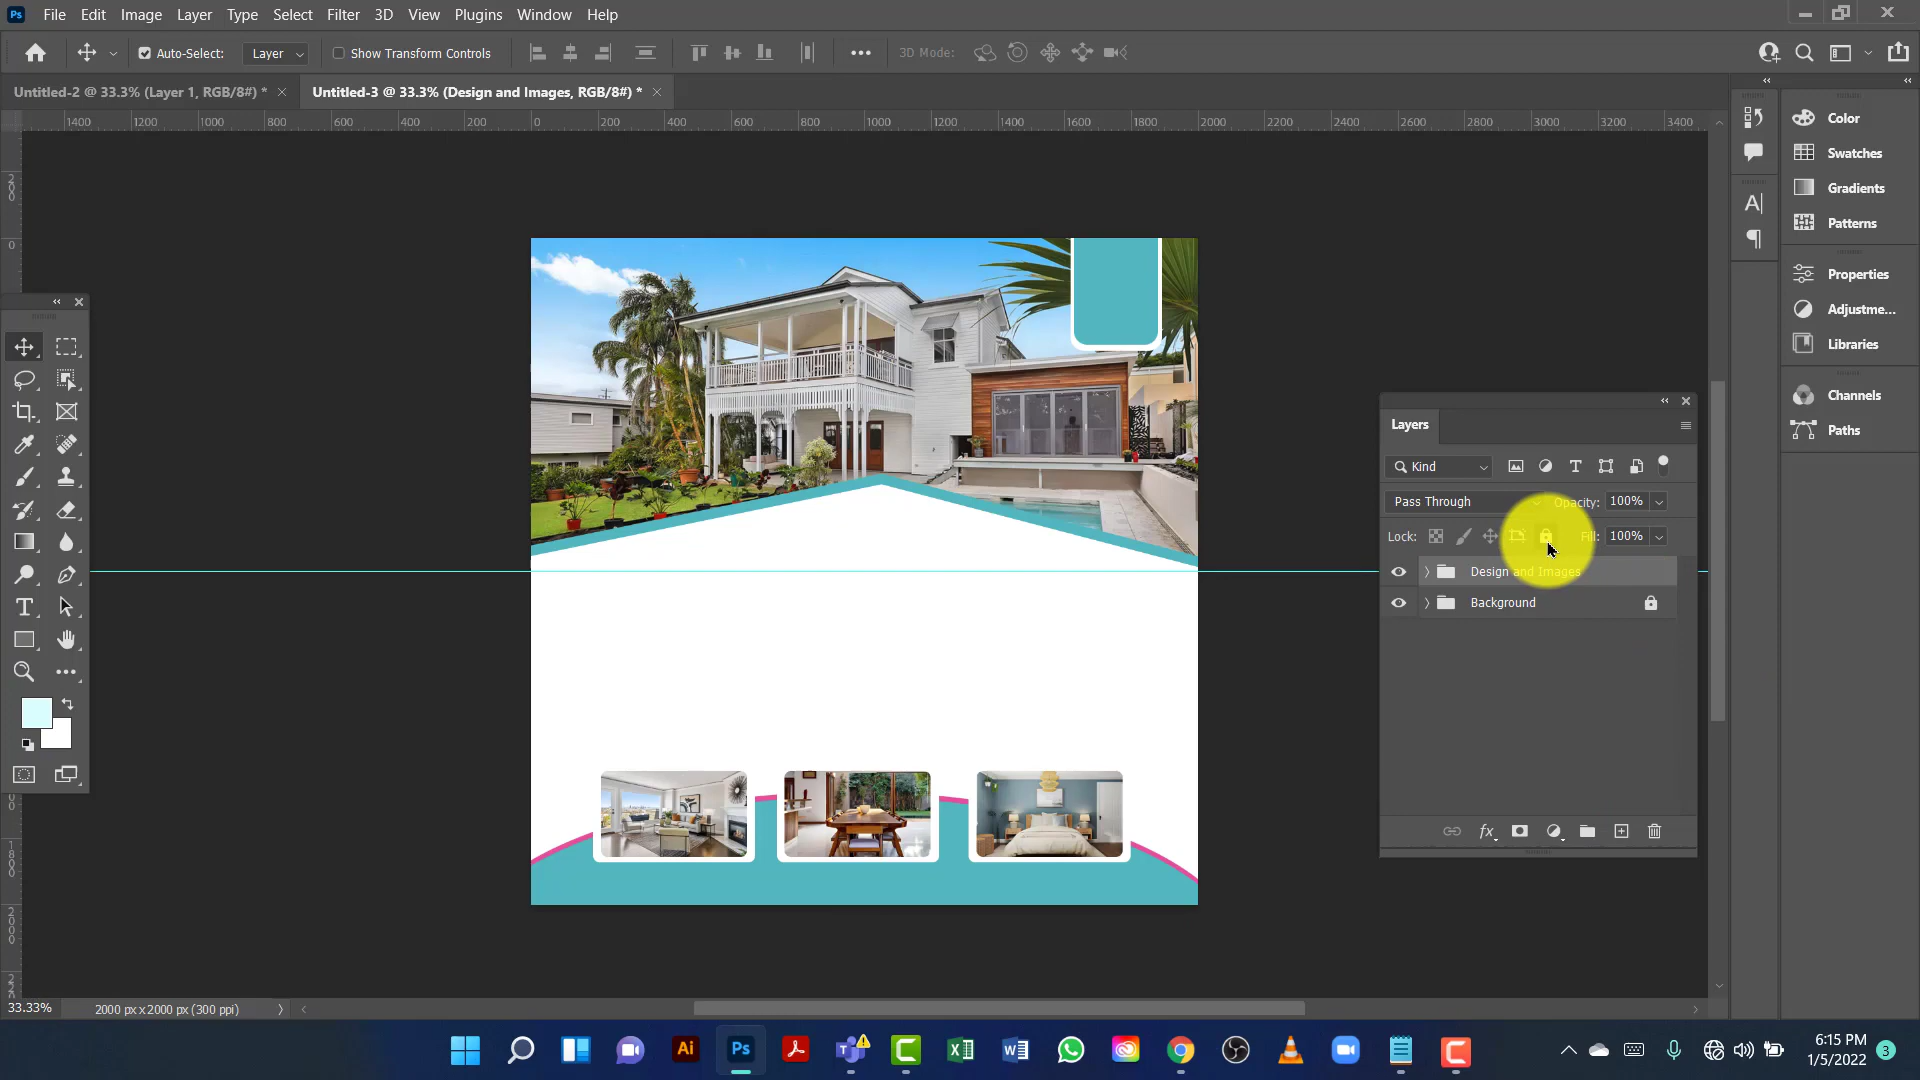 Ps File Edit Image Layer Type Select Filter 3D View Plugins Window Help
Auto-Select: Layer Show Transform Controls 3D Mode:
Untitled-2 @ 33.3% (Layer 1, RGB/8#) * Untitled-3 @ 33.3% (Design and Images, RGB/8#) *
1400 1200 1000 800 600 400 200 0 200 400 600 800 1000 1200 1400 1600 1800 2000 2200 2400 2600 2800 3000 3200 3400
Color
Swatches
Gradients
Patterns
Properties
Adjustme...
Libraries
Channels
Paths
Layers
Kind
Pass Through Opacity: 100%
Lock: Fill: 100%
Design and Images
Background
33.33% 2000 px x 2000 px (300 ppi)
Ai Ps
6:15 PM
1/5/2022 3